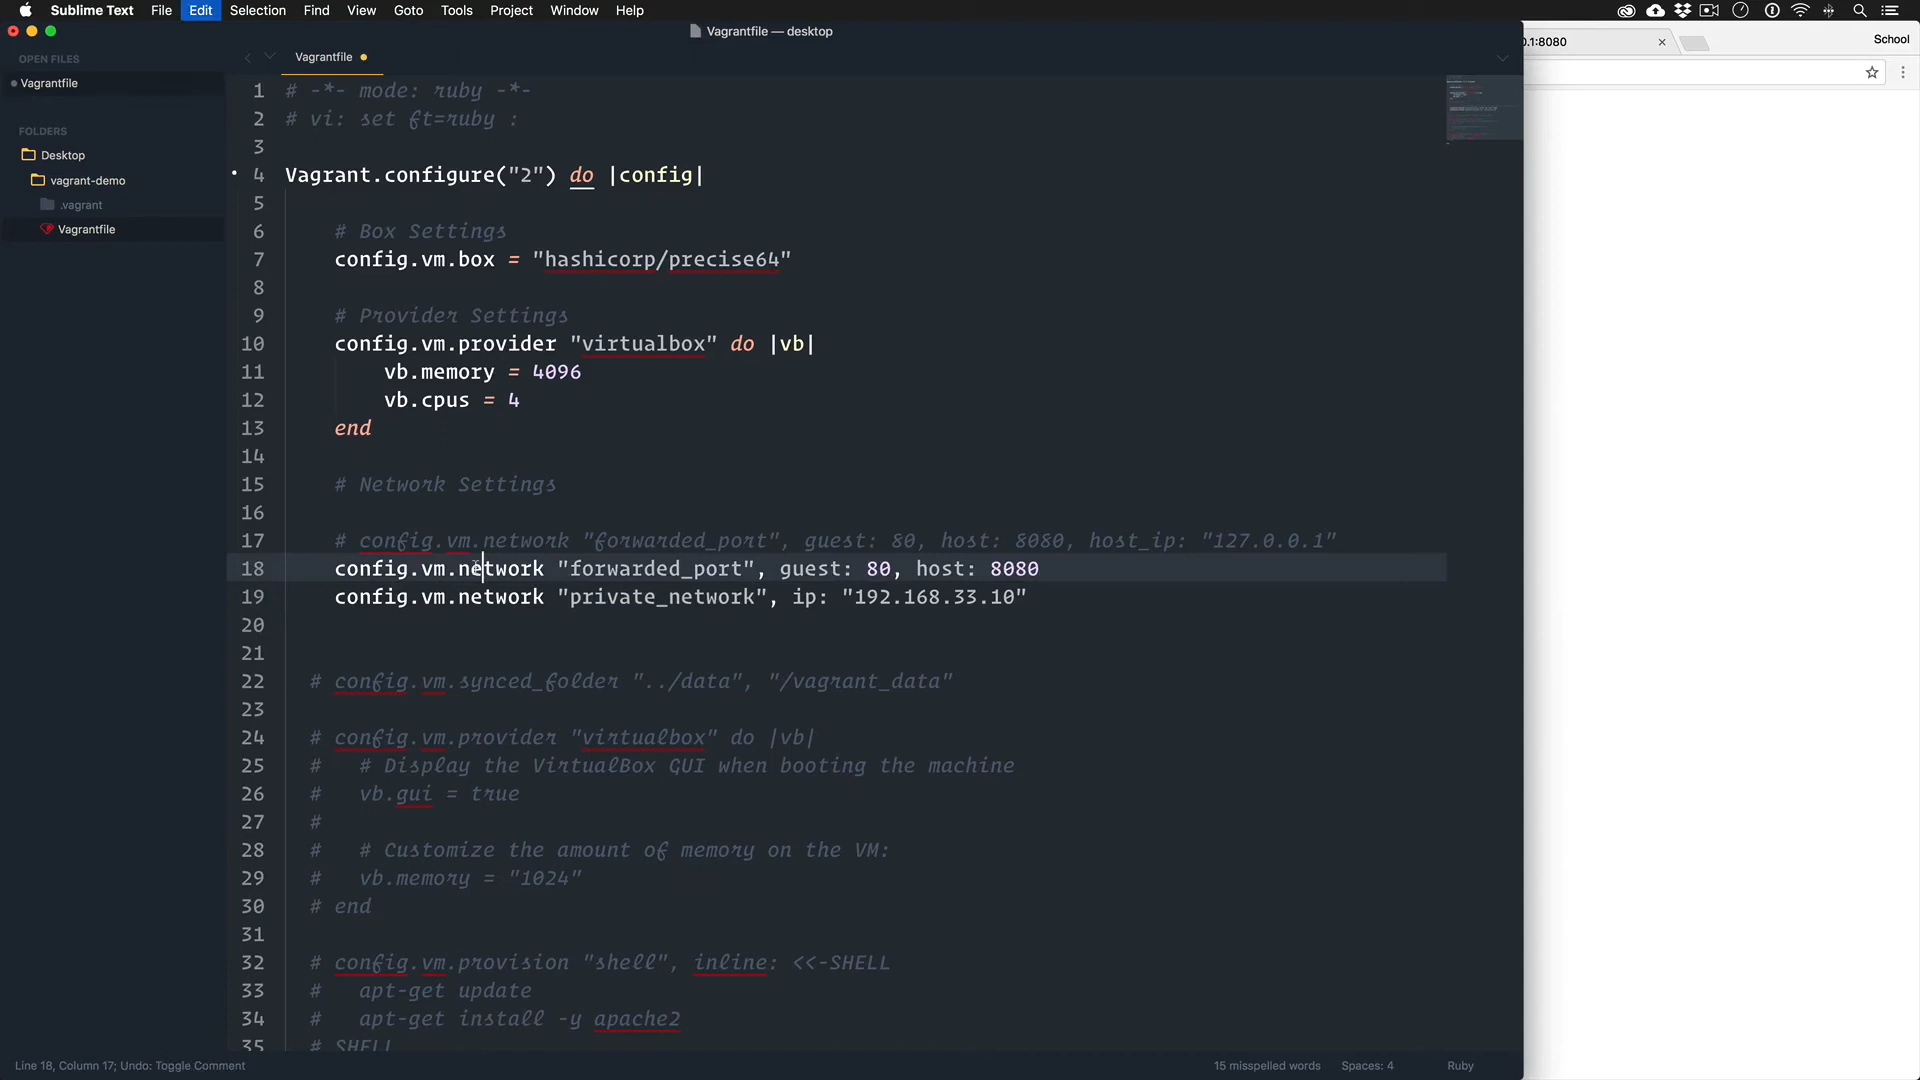 Sublime Text File Edit Selection Find View Goto Tools Project Window Help
Vagrantfile — desktop
0.1:8080
School
OPEN FILES
Vagrantfile
FOLDERS
Desktop
vagrant-demo
.vagrant
Vagrantfile
Vagrantfile
1 # -*- mode: ruby -*-
2 # vi: set ft=ruby :
3
4 Vagrant.configure("2") do |config|
5
6 # Box Settings
7 config.vm.box = "hashicorp/precise64"
8
9 # Provider Settings
10 config.vm.provider "virtualbox" do |vb|
11 vb.memory = 4096
12 vb.cpus = 4
13 end
14
15 # Network Settings
16
17 # config.vm.network "forwarded_port", guest: 80, host: 8080, host_ip: "127.0.0.1"
18 config.vm.network "forwarded_port", guest: 80, host: 8080
19 config.vm.network "private_network", ip: "192.168.33.10"
20
21
22 # config.vm.synced_folder "../data", "/vagrant_data"
23
24 # config.vm.provider "virtualbox" do |vb|
25 #   # Display the VirtualBox GUI when booting the machine
26 #   vb.gui = true
27 #
28 #   # Customize the amount of memory on the VM:
29 #   vb.memory = "1024"
30 # end
31
32 # config.vm.provision "shell", inline: <<-SHELL
33 #   apt-get update
34 #   apt-get install -y apache2
35 # SHELL
Line 18, Column 17; Undo: Toggle Comment
15 misspelled words
Spaces: 4
Ruby